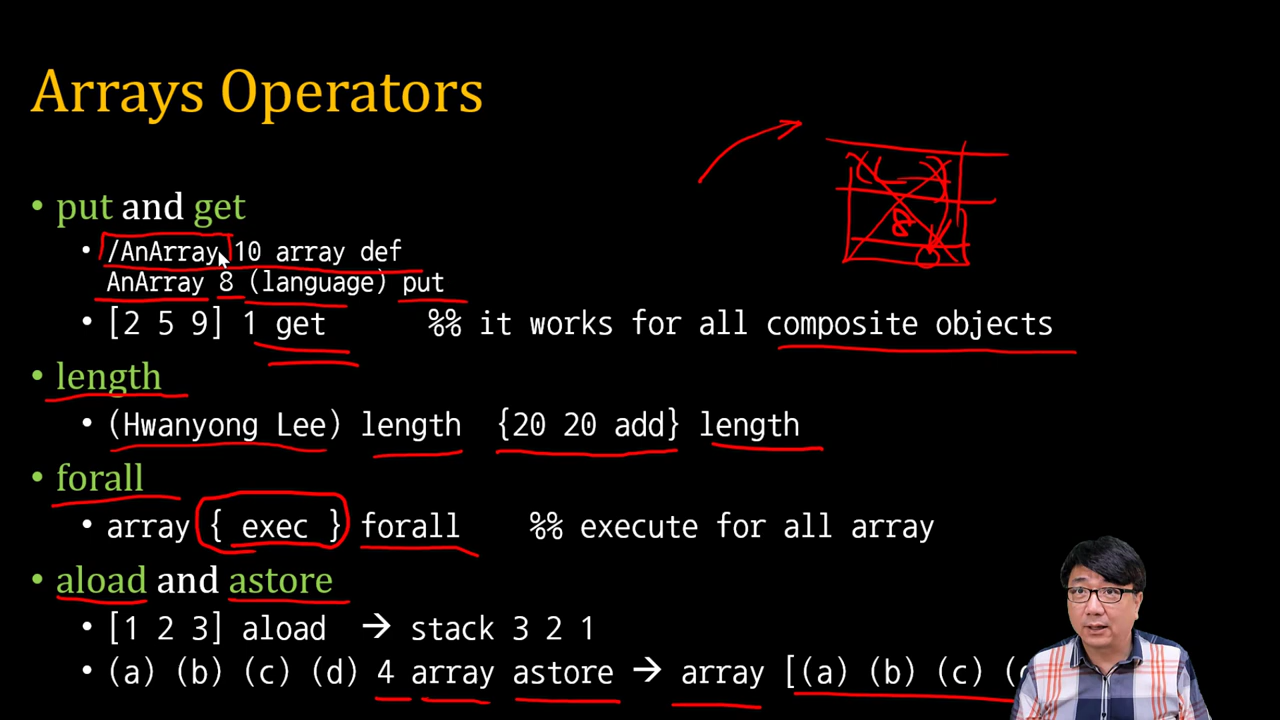 Arrays Operators
• put and get
• /AnArray 10 array def
AnArray 8 (language) put
• [2 5 9] 1 get %% it works for all composite objects
• length
• (Hwanyong Lee) length {20 20 add} length
• forall
• array { exec } forall %% execute for all array
• aload and astore
• [1 2 3] aload → stack 3 2 1
• (a) (b) (c) (d) 4 array astore → array [(a) (b) (c)
8